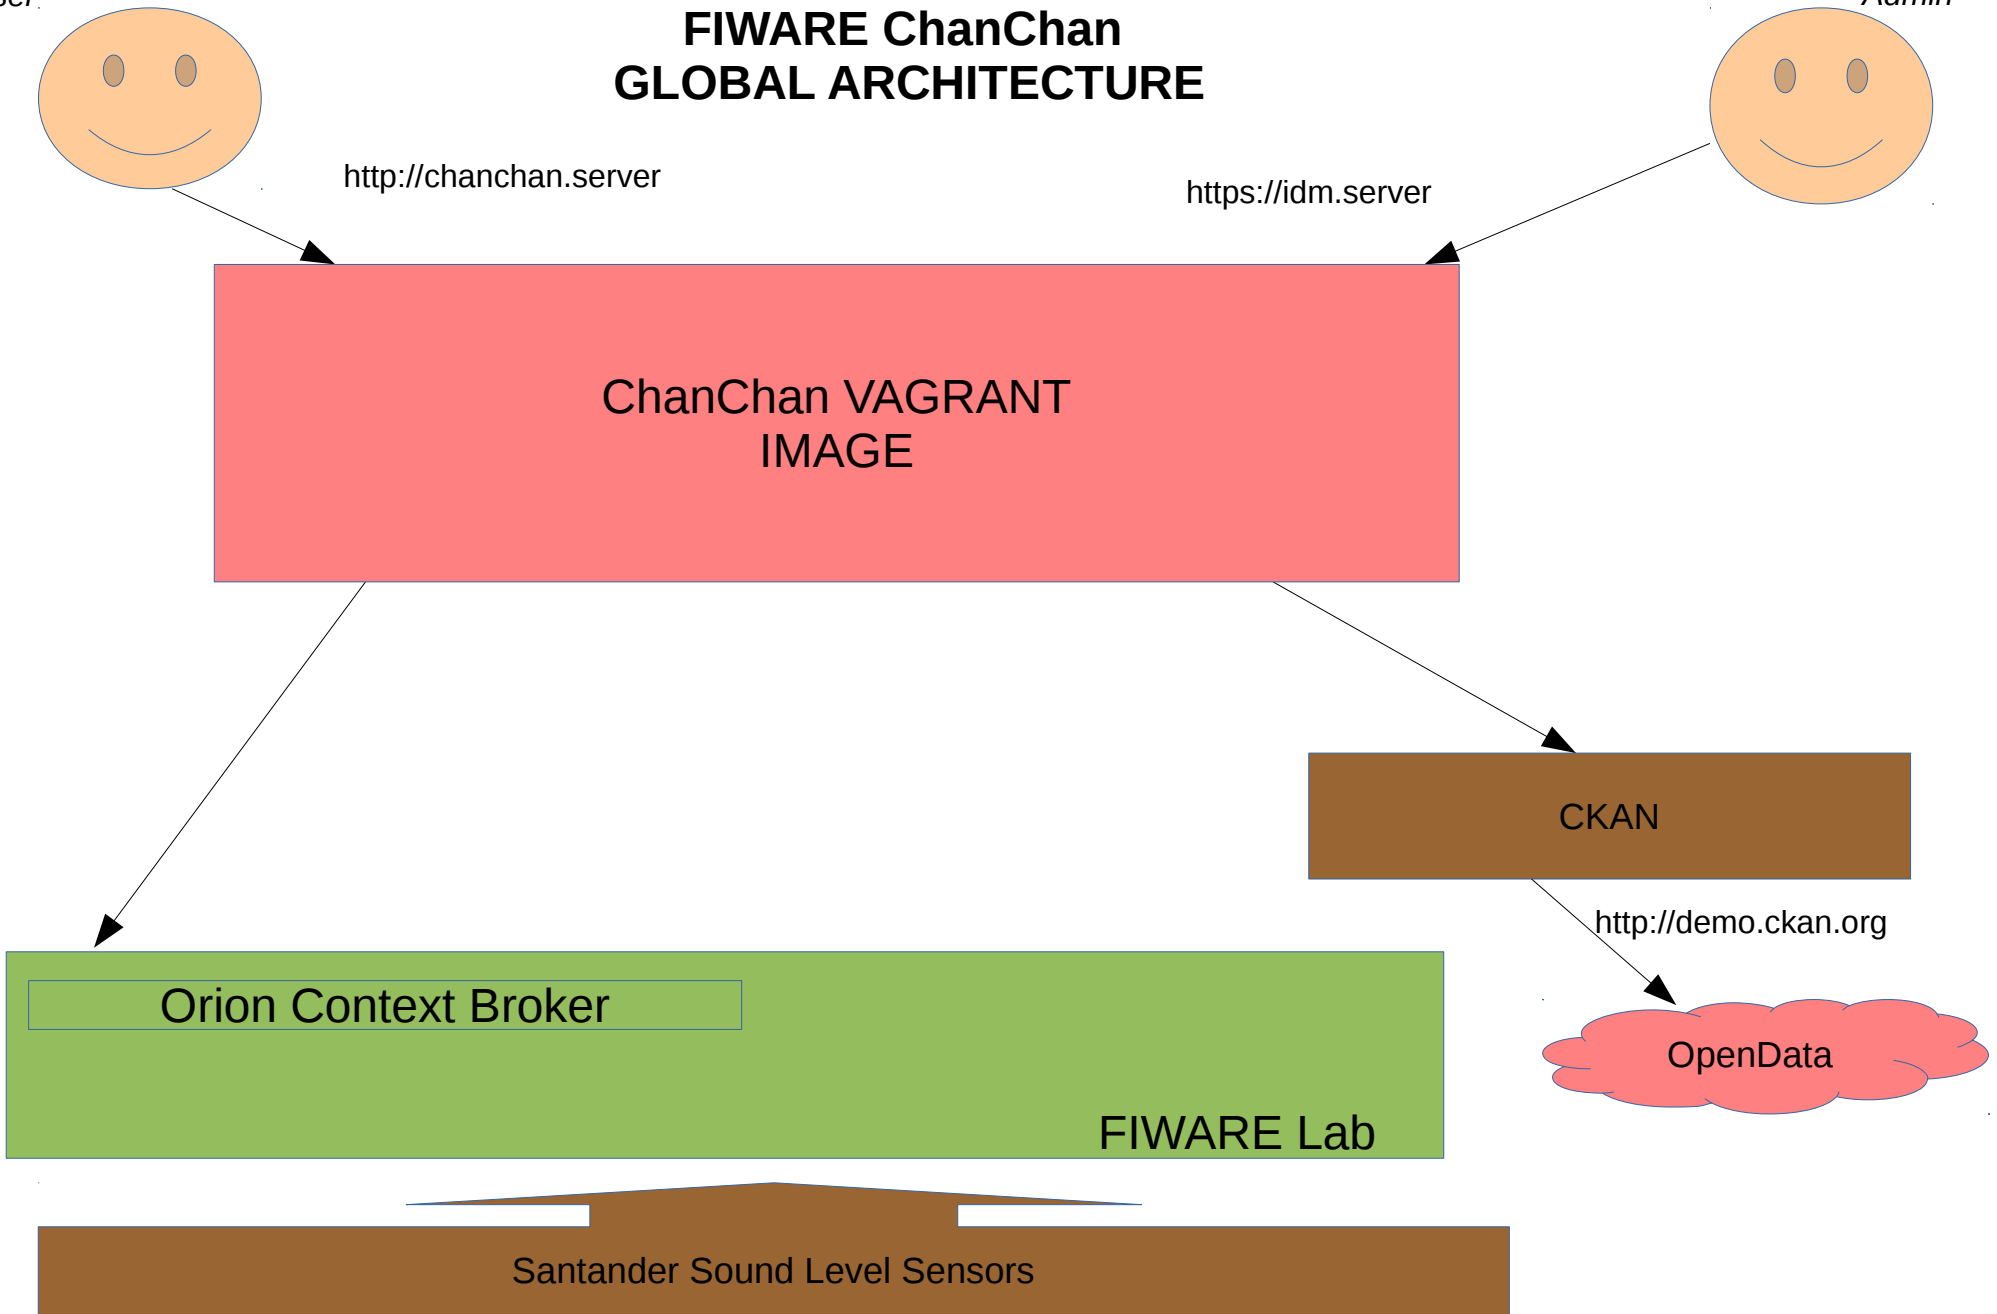 FIWARE ChanChan
GLOBAL ARCHITECTURE
http://chanchan.server
https://idm.server
ChanChan VAGRANT
IMAGE
CKAN
http://demo.ckan.org
Orion Context Broker
OpenData
FIWARE Lab
Santander Sound Level Sensors